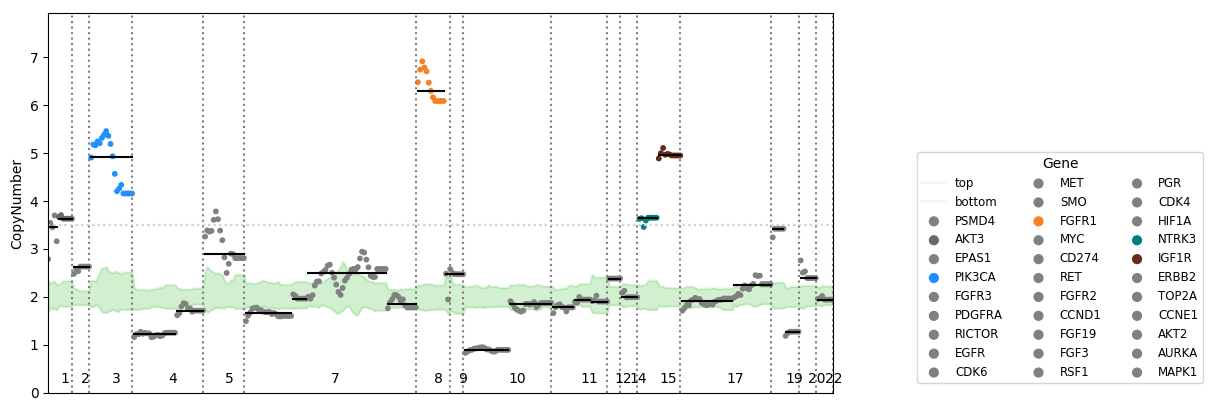 7
6
5
4
3
2
1
0
CopyNumber
1 2 3 4 5 7 8 9 10 11 12 14 15 17 19 20 22
Gene
top MET PGR
bottom SMO CDK4
PSMD4 FGFR1 HIF1A
AKT3 MYC NTRK3
EPAS1 CD274 IGF1R
PIK3CA RET ERBB2
FGFR3 FGFR2 TOP2A
PDGFRA CCND1 CCNE1
RICTOR FGF19 AKT2
EGFR FGF3 AURKA
CDK6 RSF1 MAPK1